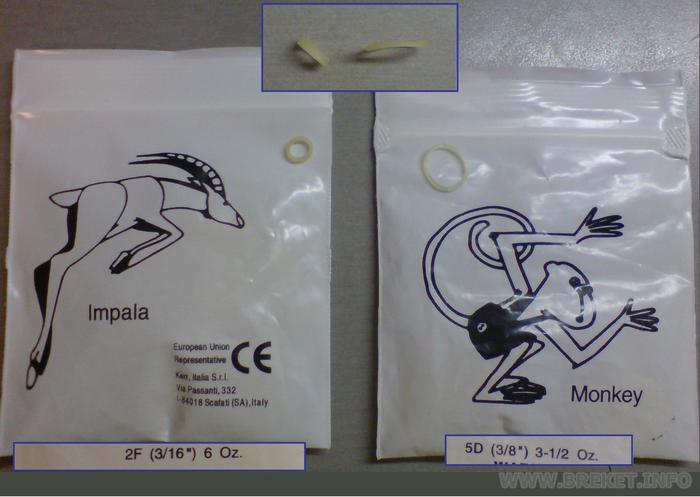 Impala
European Union
Representative CE
Kerr, Italia S.r.l.
Via Passanti, 332
I-84018 Scafati (SA), Italy
2F (3/16") 6 Oz.
Monkey
5D (3/8") 3-1/2 Oz.
WWW.BREKET.INFO